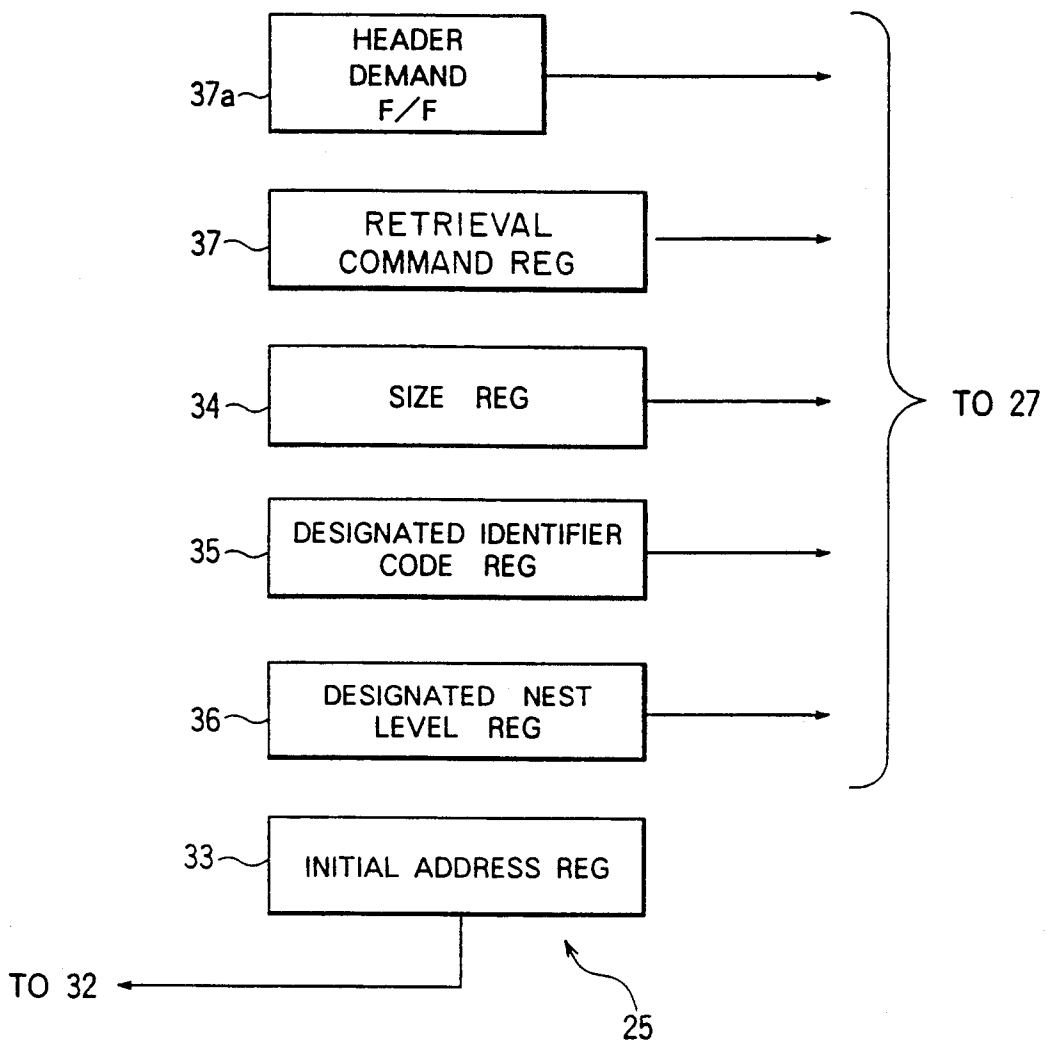 HEADER
DEMAND
F/F
37a
RETRIEVAL
COMMAND REG
37
SIZE REG
34
TO 27
DESIGNATED IDENTIFIER
CODE REG
35
DESIGNATED NEST
LEVEL REG
36
INITIAL ADDRESS REG
33
TO 32
25